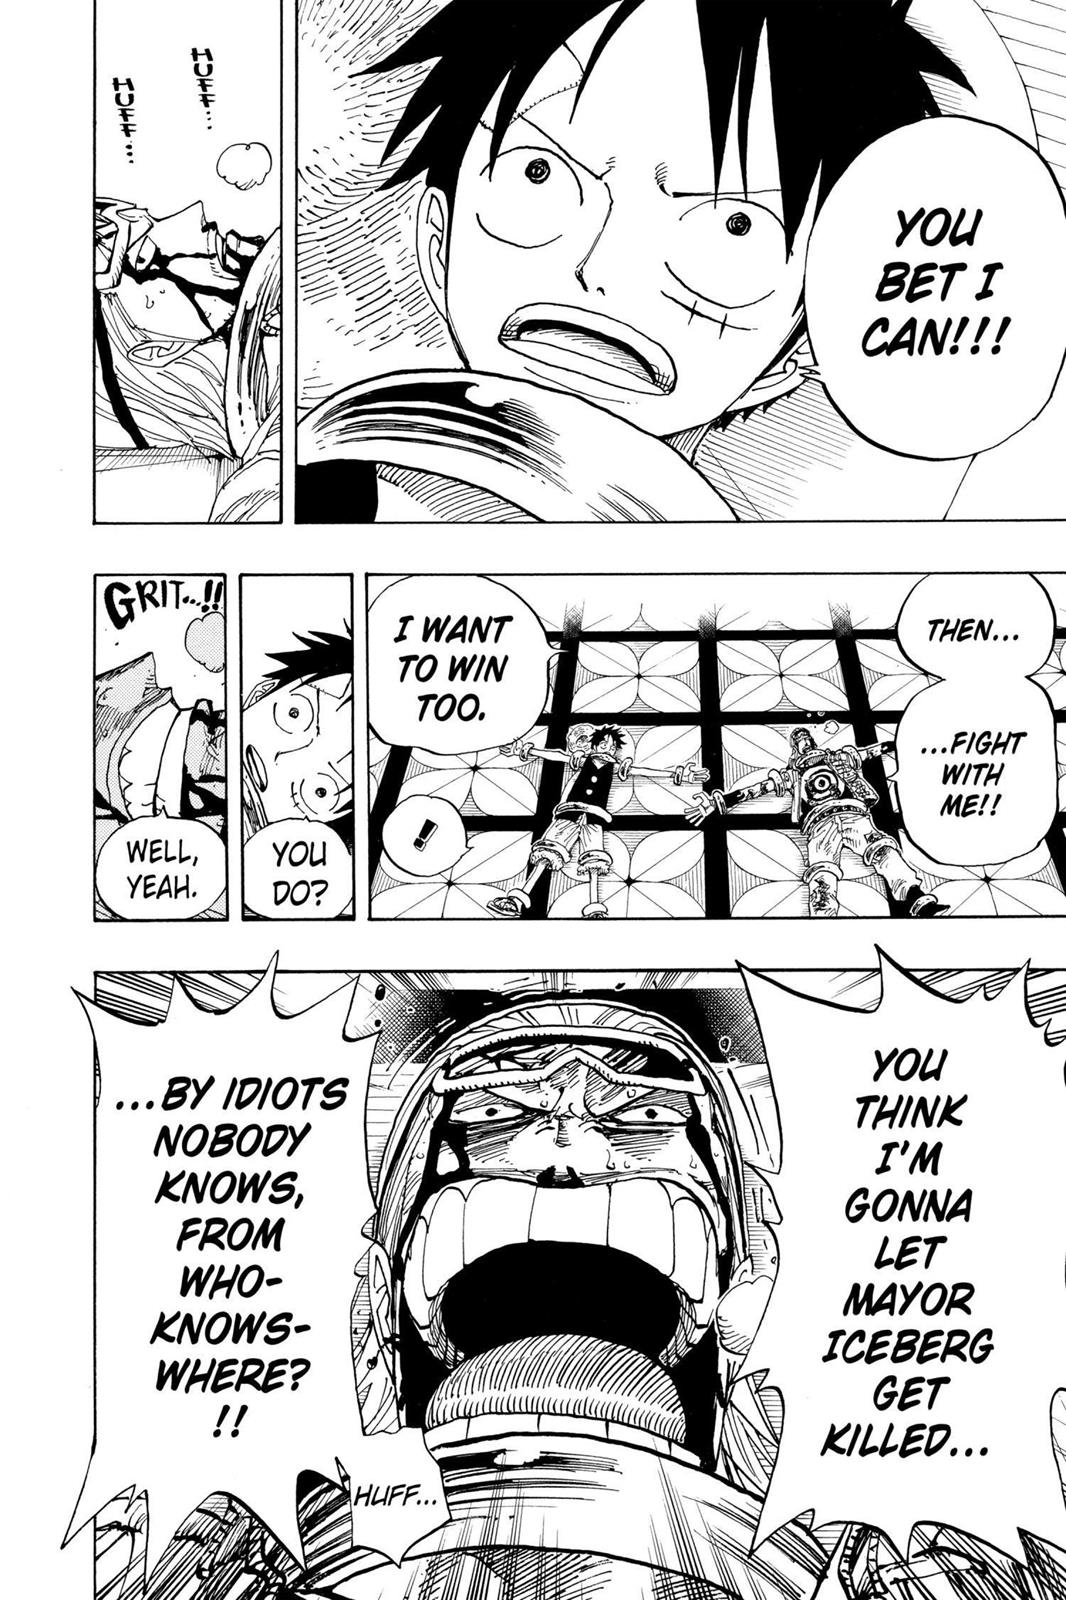 YOU
BET I
CAN!!!
HUFF...
HUFF...
THEN...
...FIGHT
WITH
ME!!
I WANT
TO WIN
TOO.
!
YOU
DO?
GRIT...!!
WELL,
YEAH.
YOU
THINK
I'M
GONNA
LET
MAYOR
ICEBERG
GET
KILLED...
...BY IDIOTS
NOBODY
KNOWS,
FROM
WHO-
KNOWS-
WHERE?
!!
HUFF...